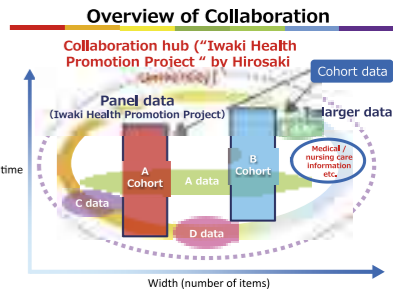 Overview of Collaboration
Collaboration hub ("Iwaki Health
Promotion Project " by Hirosaki
Cohort data
Panel data
(Iwaki Health Promotion Project)
larger data
time
A
Cohort
B
Cohort
A data
Medical /
nursing care
information
etc.
C data
D data
Width (number of items)